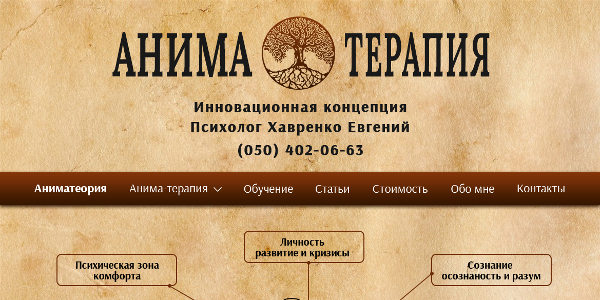 АНИМА ТЕРАПИЯ
Инновационная концепция
Психолог Хавренко Евгений
(050) 402-06-63
Аниматеория Анима-терапия Обучение Статьи Стоимость Обо мне Контакты
Личность
развитие и кризисы
Психическая зона
комфорта
Сознание
осознаность и разум